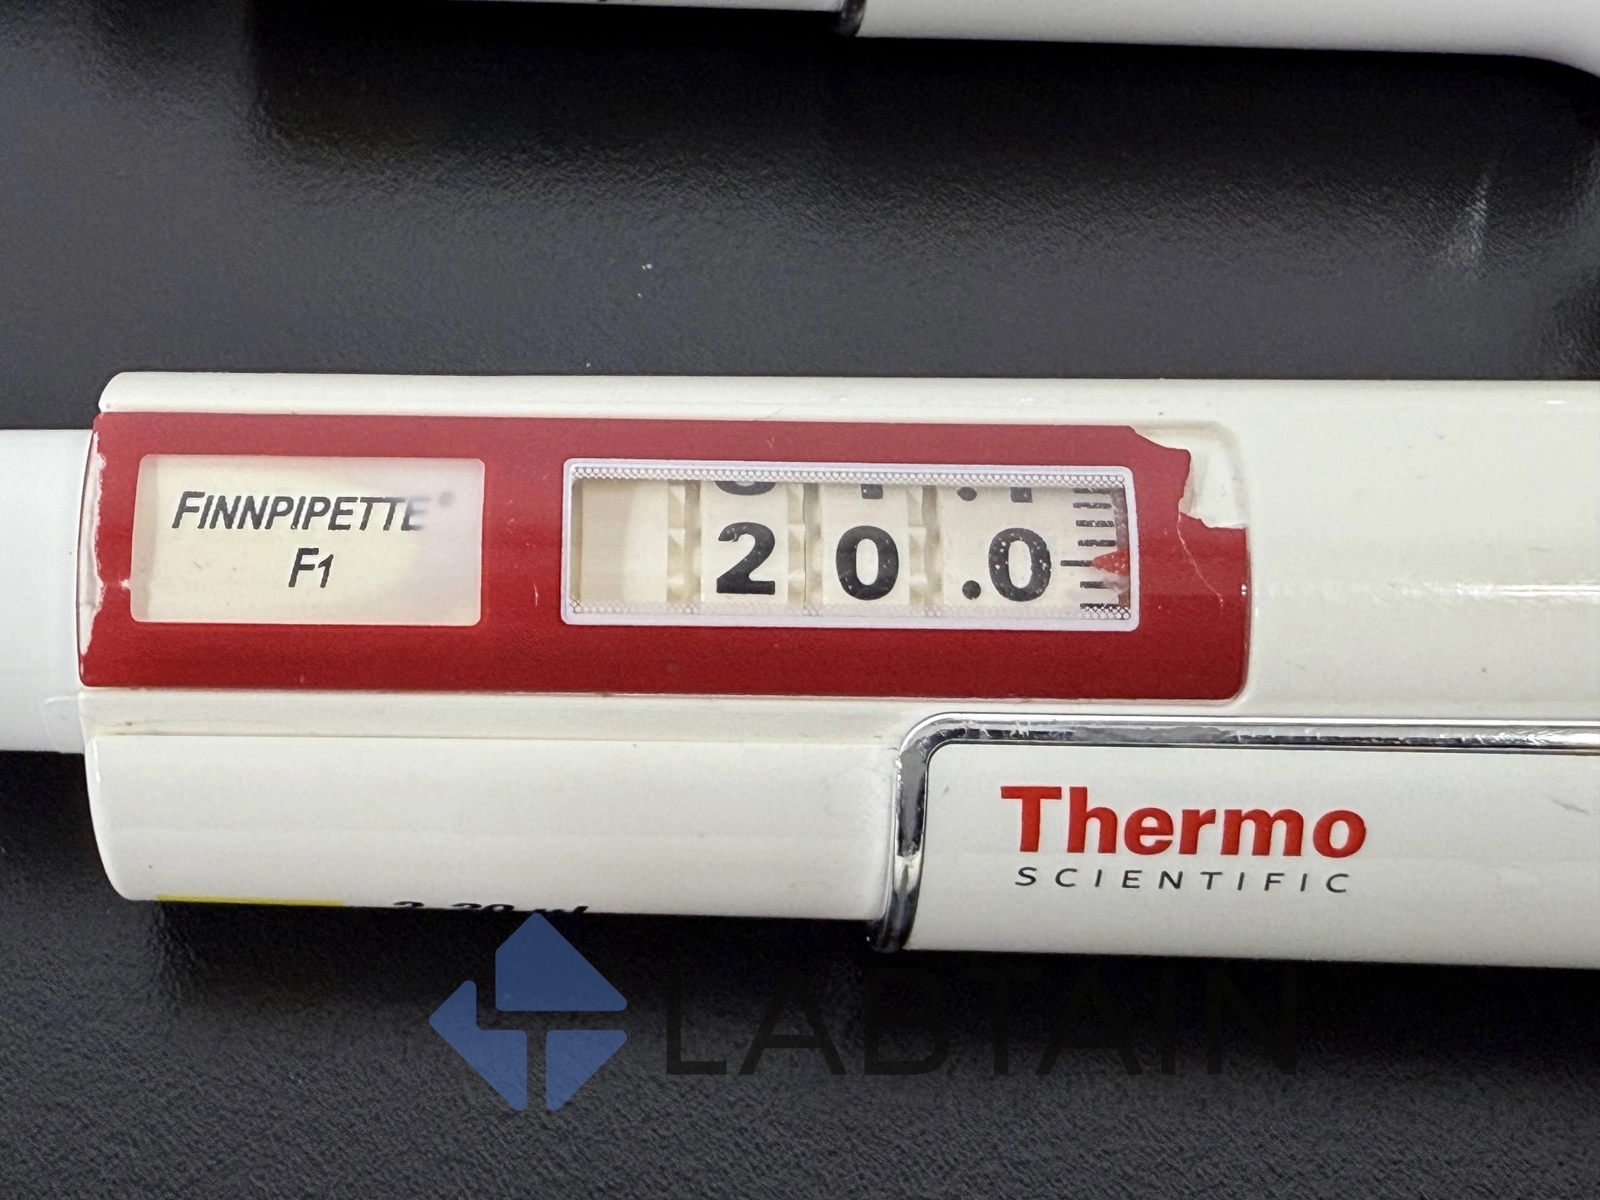 FINNPIPETTE®
F1
20.0
Thermo
SCIENTIFIC
LABTAIN